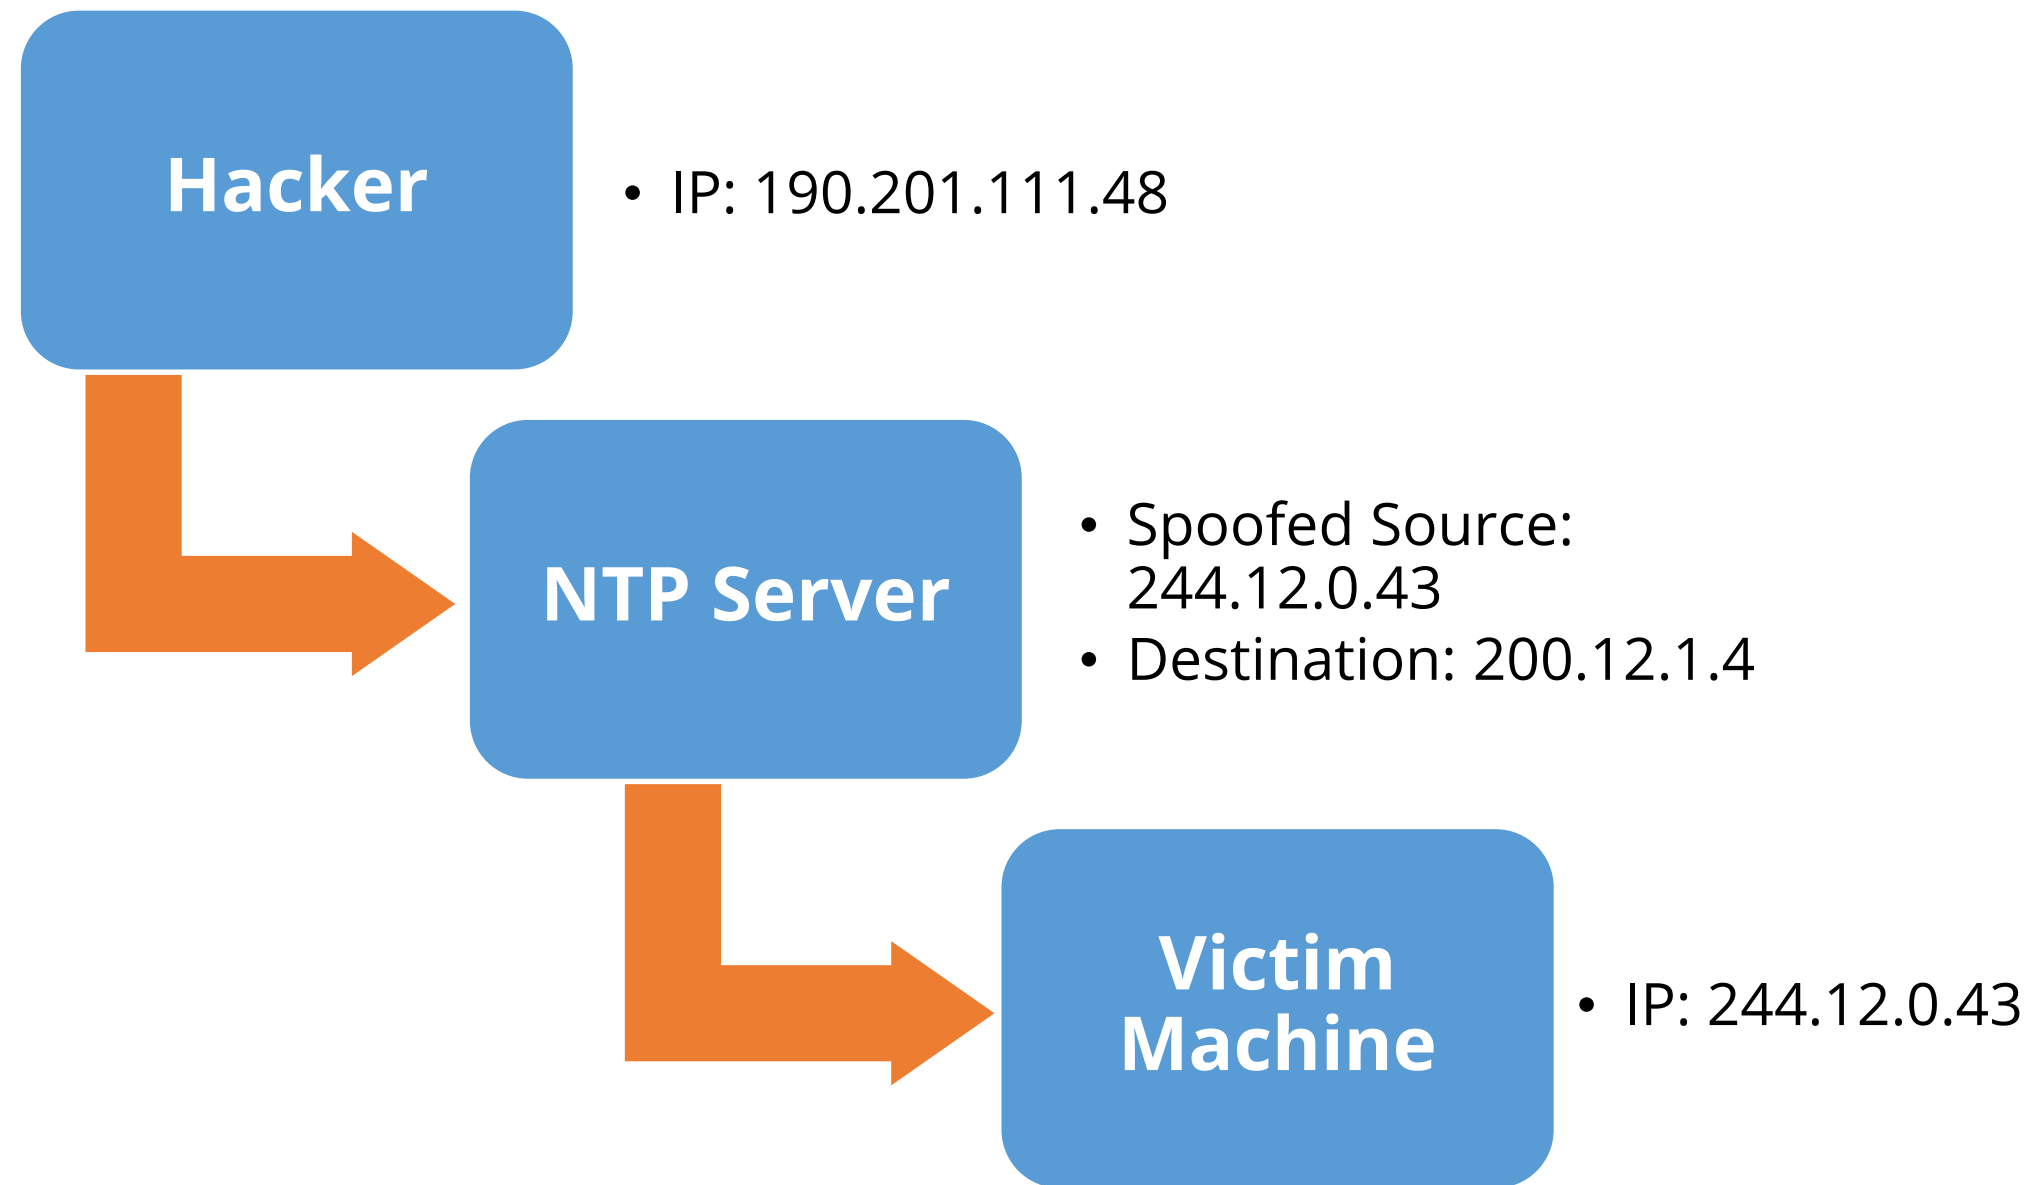 Hacker
• IP: 190.201.111.48
NTP Server
• Spoofed Source:
244.12.0.43
• Destination: 200.12.1.4
Victim
Machine
• IP: 244.12.0.43